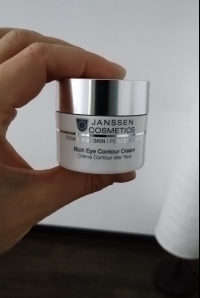 JANSSEN
COSMETICS
SKIN
Rich Eye Contour Cream
Crème Contour des Yeux